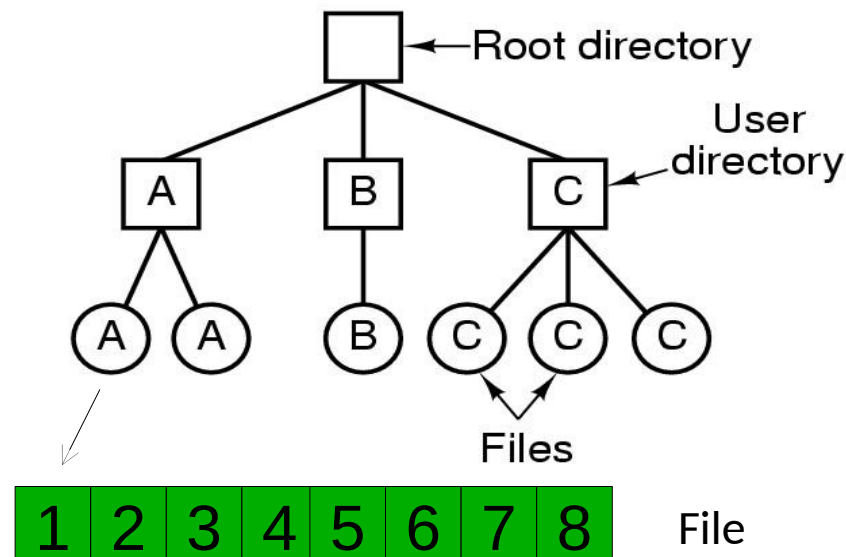 Root directory
User
directory
A B C
A A B C C C
Files
1 2 3 4 5 6 7 8 File